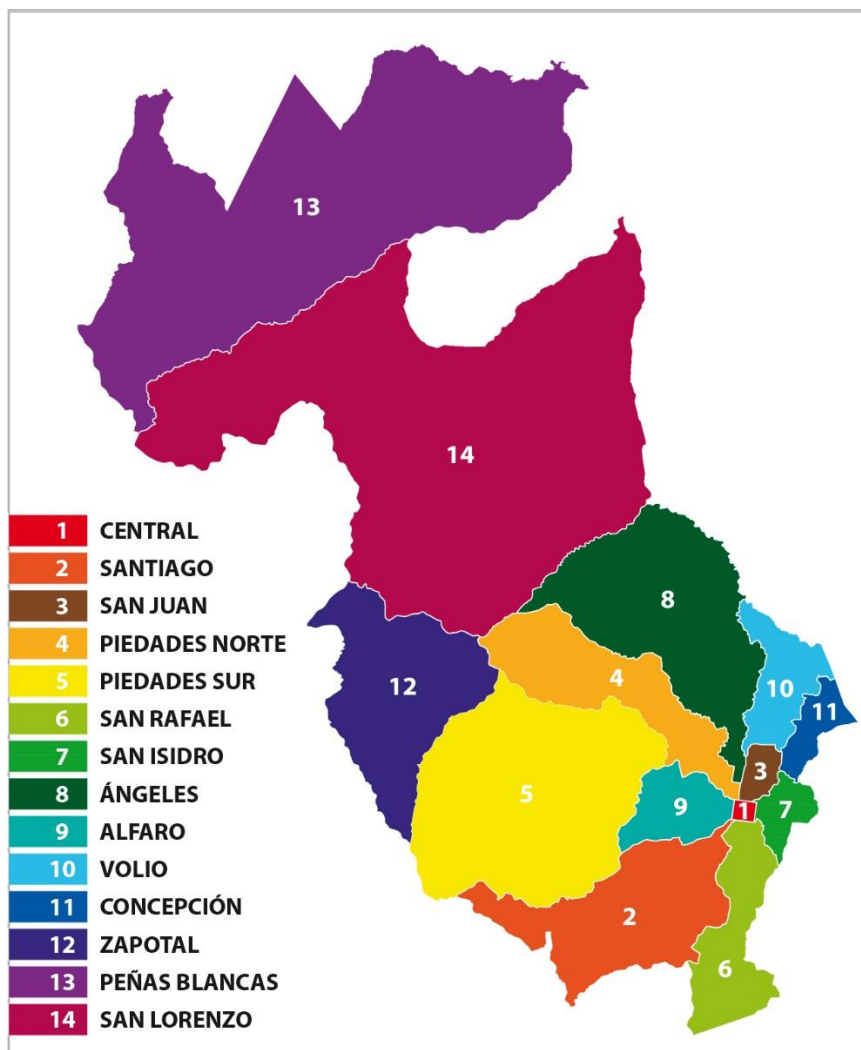 13
14
8
12
4
10
11
3
5
9
1
7
2
6
1 CENTRAL
2 SANTIAGO
3 SAN JUAN
4 PIEDADES NORTE
5 PIEDADES SUR
6 SAN RAFAEL
7 SAN ISIDRO
8 ÁNGELES
9 ALFARO
10 VOLIO
11 CONCEPCIÓN
12 ZAPOTAL
13 PEÑAS BLANCAS
14 SAN LORENZO